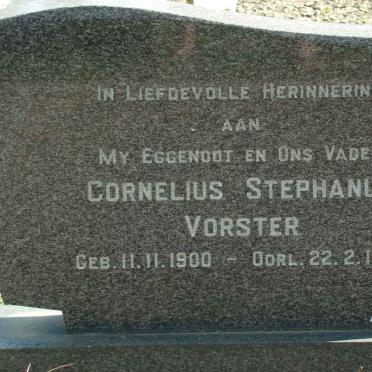 IN LIEFDEVOLLE HERINNERIN
AAN
MY EGGENOOT EN ONS VADE
CORNELIUS STEPHANU
VORSTER
GEB. 11.11.1900 - OORL. 22.2.1